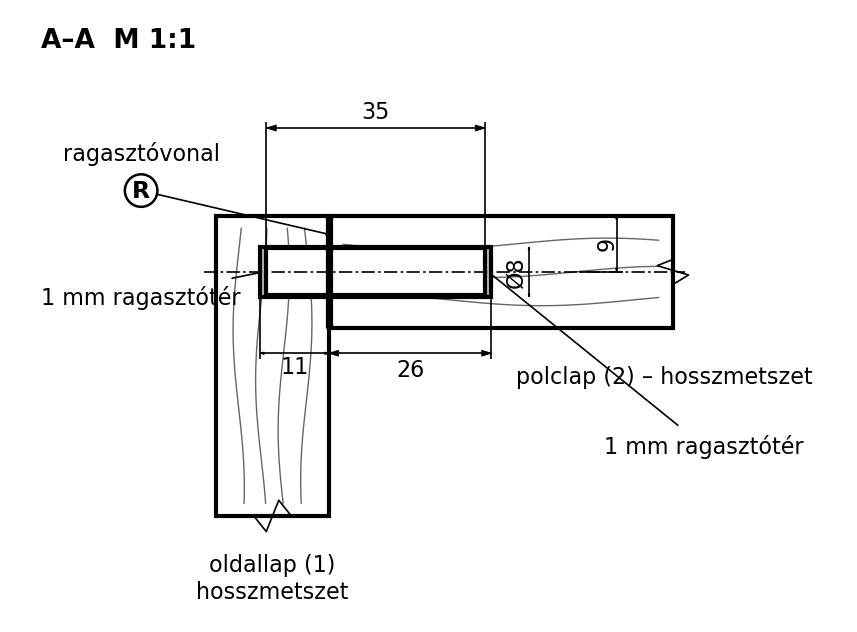 A–A  M 1:1
35
ragasztóvonal
R
9
Ø8
1 mm ragasztótér
11
26
polclap (2) – hosszmetszet
1 mm ragasztótér
oldallap (1)
hosszmetszet